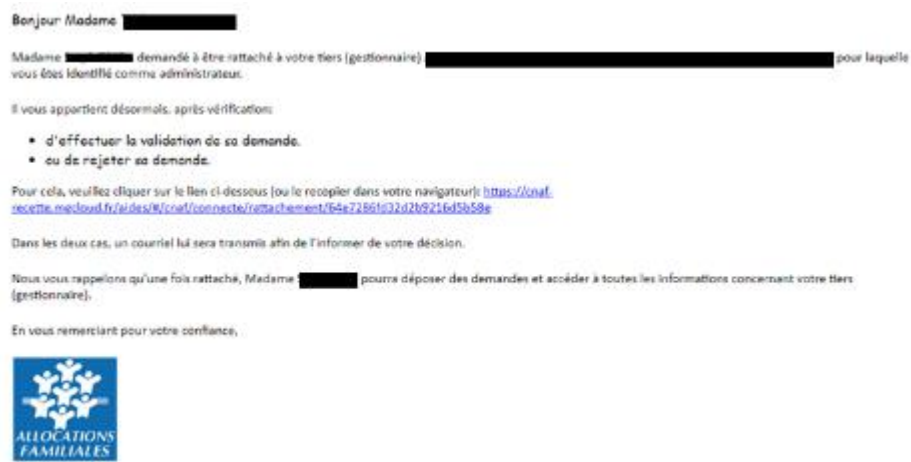 Bonjour Madame
Madame demandé à être rattaché à votre tiers (gestionnaire) pour laquelle
vous êtes identifié comme administrateur.
Il vous appartient désormais, après vérification:
• d'effectuer la validation de sa demande.
• ou de rejeter sa demande.
Pour cela, veuillez cliquer sur le lien ci-dessous (ou le recopier dans votre navigateur): https://cnaf-
recette.mgcloud.fr/aides/#/cnaf/connecte/rattachement/64e7286fd32d2b9216d5b58e
Dans les deux cas, un courriel lui sera transmis afin de l'informer de votre décision.
Nous vous rappelons qu'une fois rattaché, Madame pourra déposer des demandes et accéder à toutes les informations concernant votre tiers
(gestionnaire).
En vous remerciant pour votre confiance,
ALLOCATIONS
FAMILIALES